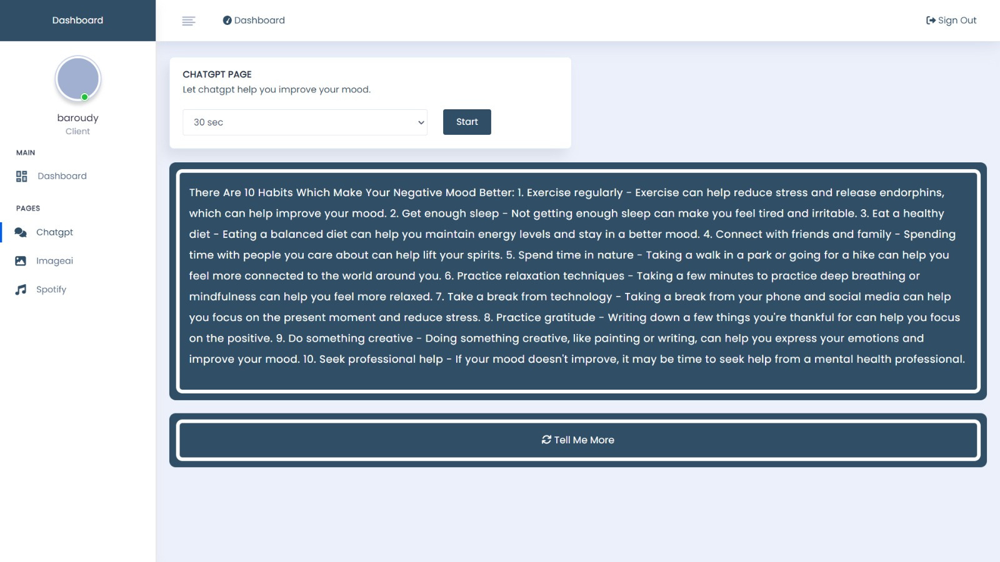 Dashboard
Dashboard
Sign Out
baroudy
Client
MAIN
Dashboard
PAGES
Chatgpt
Imageai
Spotify
CHATGPT PAGE
Let chatgpt help you improve your mood.
30 sec
Start
There Are 10 Habits Which Make Your Negative Mood Better: 1. Exercise regularly - Exercise can help reduce stress and release endorphins,
which can help improve your mood. 2. Get enough sleep - Not getting enough sleep can make you feel tired and irritable. 3. Eat a healthy
diet - Eating a balanced diet can help you maintain energy levels and stay in a better mood. 4. Connect with friends and family - Spending
time with people you care about can help lift your spirits. 5. Spend time in nature - Taking a walk in a park or going for a hike can help you
feel more connected to the world around you. 6. Practice relaxation techniques - Taking a few minutes to practice deep breathing or
mindfulness can help you feel more relaxed. 7. Take a break from technology - Taking a break from your phone and social media can help
you focus on the present moment and reduce stress. 8. Practice gratitude - Writing down a few things you're thankful for can help you focus
on the positive. 9. Do something creative - Doing something creative, like painting or writing, can help you express your emotions and
improve your mood. 10. Seek professional help - If your mood doesn't improve, it may be time to seek help from a mental health professional.
Tell Me More